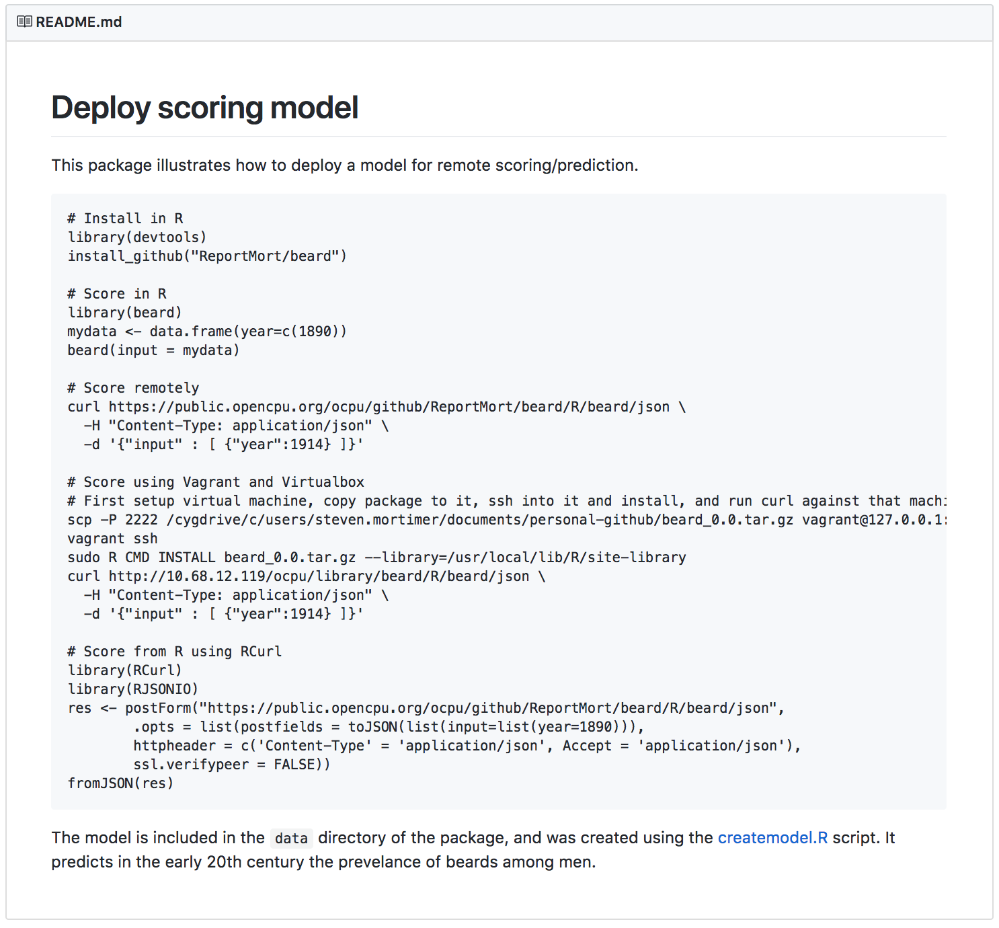 README.md
Deploy scoring model
This package illustrates how to deploy a model for remote scoring/prediction.
# Install in R
library(devtools)
install_github("ReportMort/beard")
# Score in R
library(beard)
mydata <- data.frame(year=c(1890))
beard(input = mydata)
# Score remotely
curl https://public.opencpu.org/ocpu/github/ReportMort/beard/R/beard/json \
  -H "Content-Type: application/json" \
  -d '{"input" : [ {"year":1914} ]}'
# Score using Vagrant and Virtualbox
# First setup virtual machine, copy package to it, ssh into it and install, and run curl against that machi
scp -P 2222 /cygdrive/c/users/steven.mortimer/documents/personal-github/beard_0.0.tar.gz vagrant@127.0.0.1:
vagrant ssh
sudo R CMD INSTALL beard_0.0.tar.gz --library=/usr/local/lib/R/site-library
curl http://10.68.12.119/ocpu/library/beard/R/beard/json \
  -H "Content-Type: application/json" \
  -d '{"input" : [ {"year":1914} ]}'
# Score from R using RCurl
library(RCurl)
library(RJSONIO)
res <- postForm("https://public.opencpu.org/ocpu/github/ReportMort/beard/R/beard/json",
        .opts = list(postfields = toJSON(list(input=list(year=1890))),
        httpheader = c('Content-Type' = 'application/json', Accept = 'application/json'),
        ssl.verifypeer = FALSE))
fromJSON(res)
The model is included in the data directory of the package, and was created using the createmodel.R script. It
predicts in the early 20th century the prevelance of beards among men.